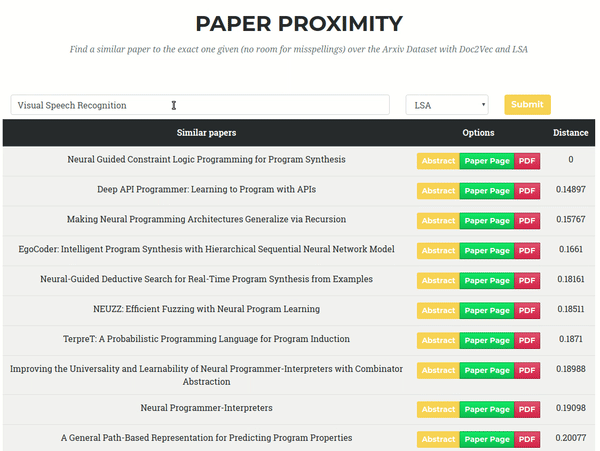 PAPER PROXIMITY
Find a similar paper to the exact one given (no room for misspellings) over the Arxiv Dataset with Doc2Vec and LSA
Visual Speech Recognition LSA Submit
Similar papers Options Distance
Neural Guided Constraint Logic Programming for Program Synthesis Abstract Paper Page PDF 0
Deep API Programmer: Learning to Program with APIs Abstract Paper Page PDF 0.14897
Making Neural Programming Architectures Generalize via Recursion Abstract Paper Page PDF 0.15767
EgoCoder: Intelligent Program Synthesis with Hierarchical Sequential Neural Network Model Abstract Paper Page PDF 0.1661
Neural-Guided Deductive Search for Real-Time Program Synthesis from Examples Abstract Paper Page PDF 0.18161
NEUZZ: Efficient Fuzzing with Neural Program Learning Abstract Paper Page PDF 0.18511
TerpreT: A Probabilistic Programming Language for Program Induction Abstract Paper Page PDF 0.1871
Improving the Universality and Learnability of Neural Programmer-Interpreters with Combinator Abstract Paper Page PDF 0.18988
Abstraction
Neural Programmer-Interpreters Abstract Paper Page PDF 0.19098
A General Path-Based Representation for Predicting Program Properties Abstract Paper Page PDF 0.20077